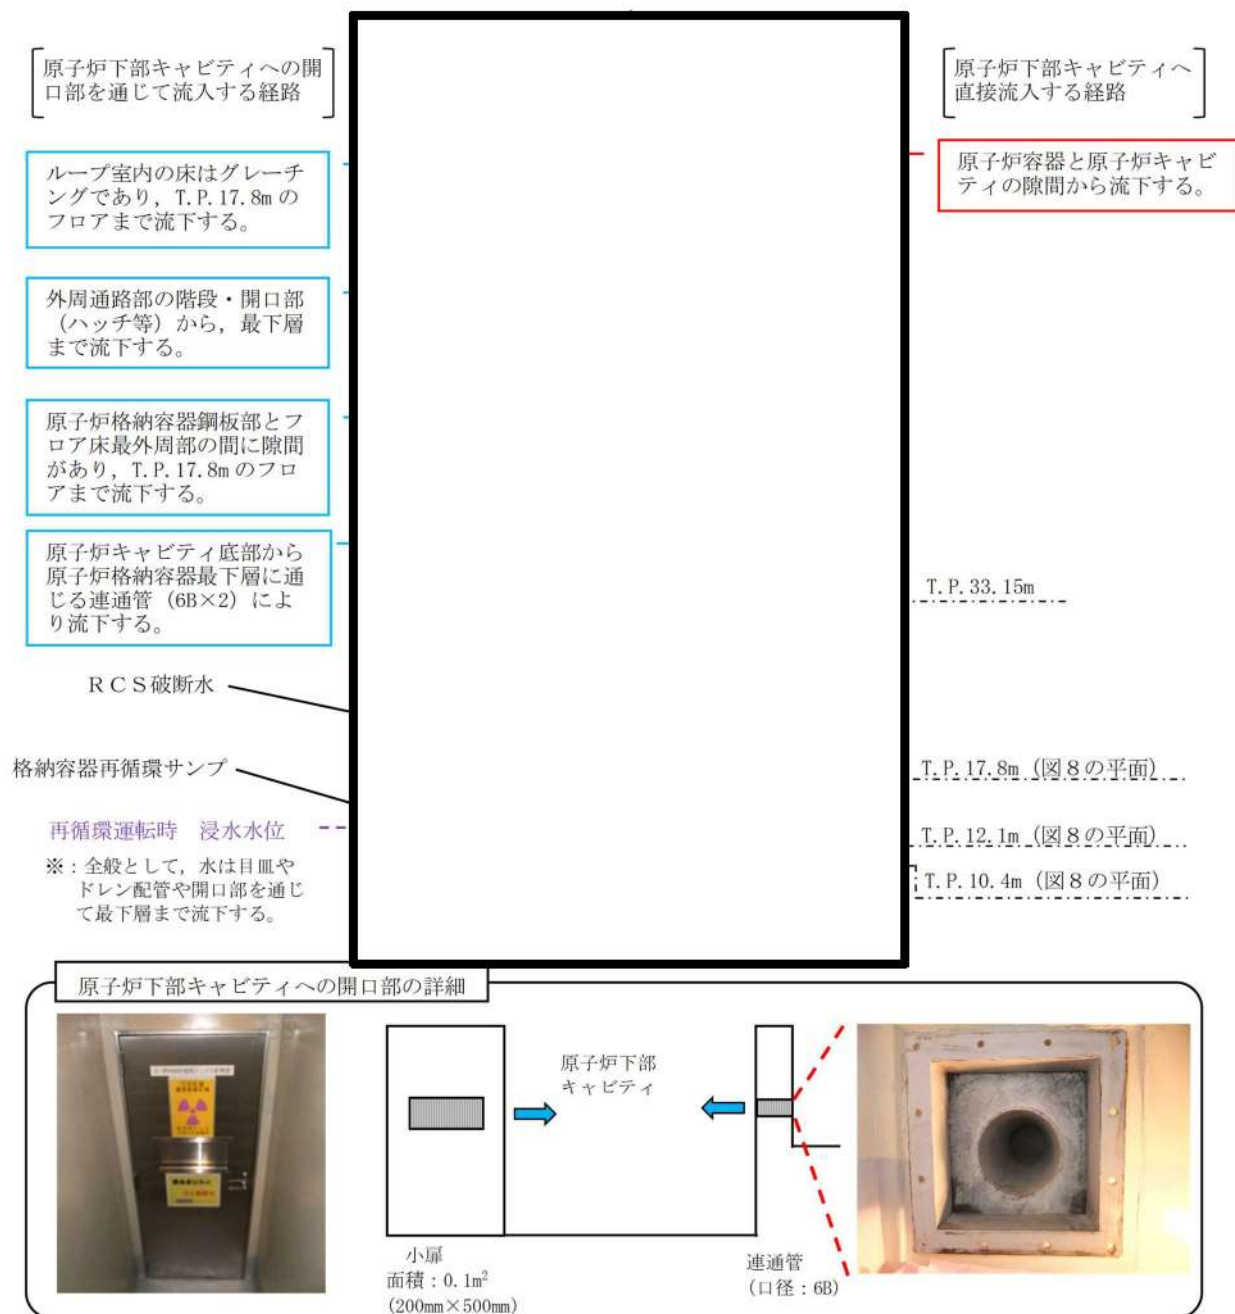 原子炉下部キャビティへの開
口部を通じて流入する経路
ループ室内の床はグレーチ
ングであり，T.P.17.8mの
フロアまで流下する。
外周通路部の階段・開口部
（ハッチ等）から，最下層
まで流下する。
原子炉格納容器鋼板部とフ
ロア床最外周部の間に隙間
があり，T.P.17.8mのフロ
アまで流下する。
原子炉キャビティ底部から
原子炉格納容器最下層に通
じる連通管（6B×2）によ
り流下する。
ＲＣＳ破断水
格納容器再循環サンプ
再循環運転時　浸水水位
※：全般として，水は目皿や
ドレン配管や開口部を通じ
て最下層まで流下する。
原子炉下部キャビティへ
直接流入する経路
原子炉容器と原子炉キャビ
ティの隙間から流下する。
T.P.33.15m
T.P.17.8m（図８の平面）
T.P.12.1m（図８の平面）
T.P.10.4m（図８の平面）
原子炉下部キャビティへの開口部の詳細
原子炉下部
キャビティ
小扉
面積：0.1m²
(200mm×500mm)
連通管
(口径：6B)